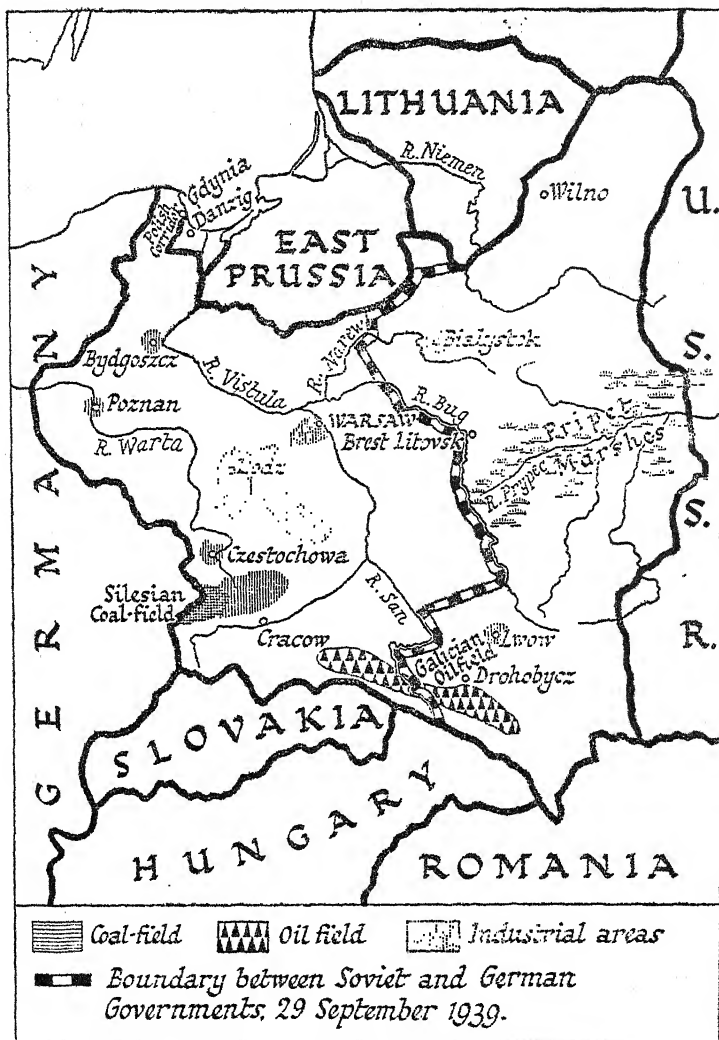 LITHUANIA
R. Niemen
Wilno
U.
S.
S.
R.
Gdynia
Danzig
Polish
Corridor
EAST
PRUSSIA
GERMANY
Bydgoszcz
R. Vistula
R. Narew
Bialystok
Poznan
R. Warta
WARSAW
R. Bug
Brest Litovsk
Pripet
Marshes
R. Prypec
Lodz
Czestochowa
Silesian
Coal-field
Cracow
R. San
Galician
Oilfield
Lwow
Drohobycz
SLOVAKIA
HUNGARY
ROMANIA
Coal-field
Oil field
Industrial areas
Boundary between Soviet and German
Governments, 29 September 1939.